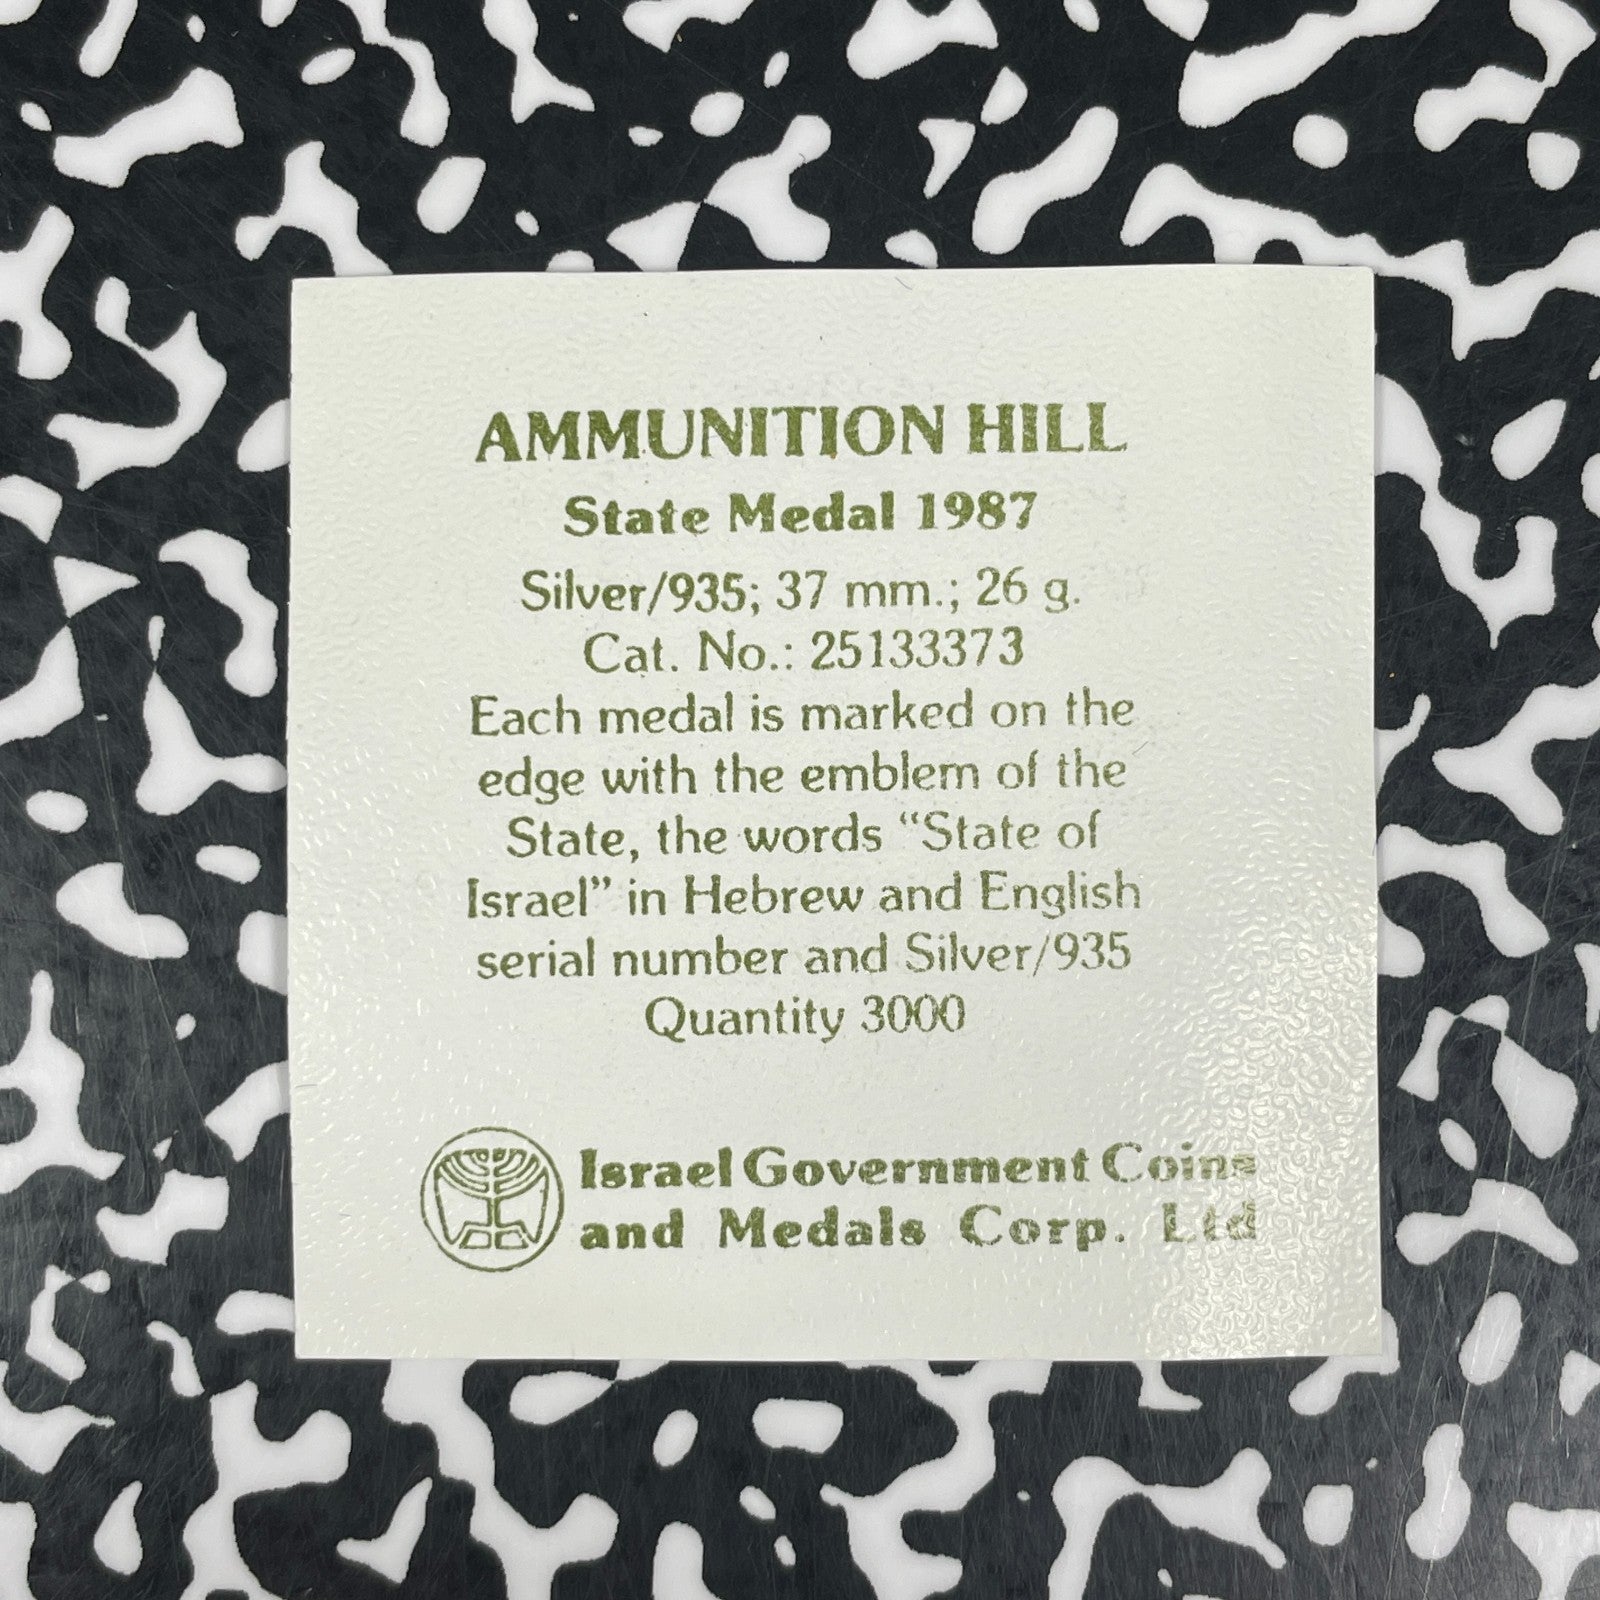 AMMUNITION HILL
State Medal 1987
Silver/935; 37 mm.; 26 g.
Cat. No.: 25133373
Each medal is marked on the
edge with the emblem of the
State, the words “State of
Israel” in Hebrew and English
serial number and Silver/935
Quantity 3000
Israel Government Coins
and Medals Corp. Ltd